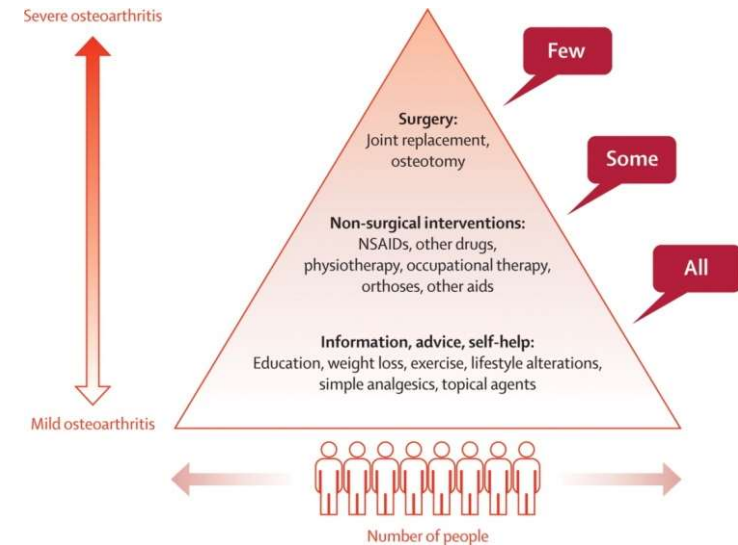 Severe osteoarthritis
Few
Surgery:
Joint replacement,
osteotomy
Some
Non-surgical interventions:
NSAIDs, other drugs,
physiotherapy, occupational therapy,
orthoses, other aids
All
Information, advice, self-help:
Education, weight loss, exercise, lifestyle alterations,
simple analgesics, topical agents
Mild osteoarthritis
Number of people